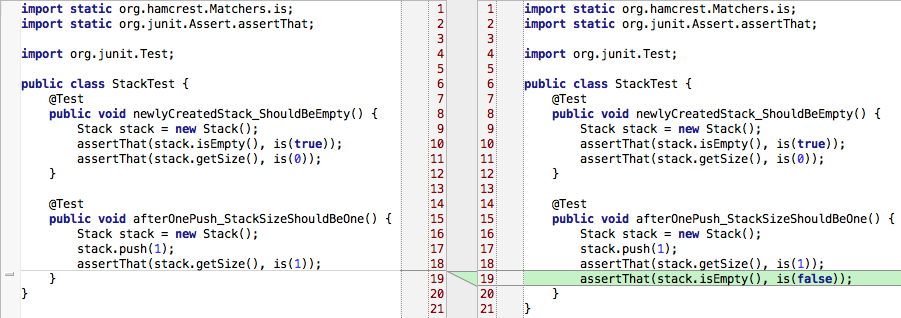 import static org.hamcrest.Matchers.is;
import static org.junit.Assert.assertThat;

import org.junit.Test;

public class StackTest {
    @Test
    public void newlyCreatedStack_ShouldBeEmpty() {
        Stack stack = new Stack();
        assertThat(stack.isEmpty(), is(true));
        assertThat(stack.getSize(), is(0));
    }

    @Test
    public void afterOnePush_StackSizeShouldBeOne() {
        Stack stack = new Stack();
        stack.push(1);
        assertThat(stack.getSize(), is(1));
    }
}
1
2
3
4
5
6
7
8
9
10
11
12
13
14
15
16
17
18
19
20
21
1
2
3
4
5
6
7
8
9
10
11
12
13
14
15
16
17
18
19
20
21
import static org.hamcrest.Matchers.is;
import static org.junit.Assert.assertThat;

import org.junit.Test;

public class StackTest {
    @Test
    public void newlyCreatedStack_ShouldBeEmpty() {
        Stack stack = new Stack();
        assertThat(stack.isEmpty(), is(true));
        assertThat(stack.getSize(), is(0));
    }

    @Test
    public void afterOnePush_StackSizeShouldBeOne() {
        Stack stack = new Stack();
        stack.push(1);
        assertThat(stack.getSize(), is(1));
        assertThat(stack.isEmpty(), is(false));
    }
}